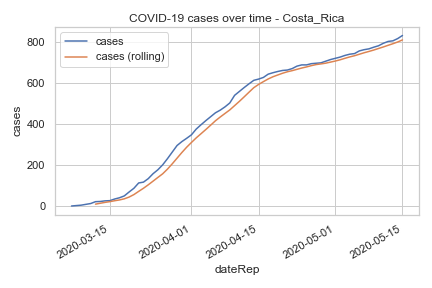 COVID-19 cases over time - Costa_Rica
cases
cases (rolling)
800
600
400
200
0
cases
2020-03-15
2020-04-01
2020-04-15
2020-05-01
2020-05-15
dateRep